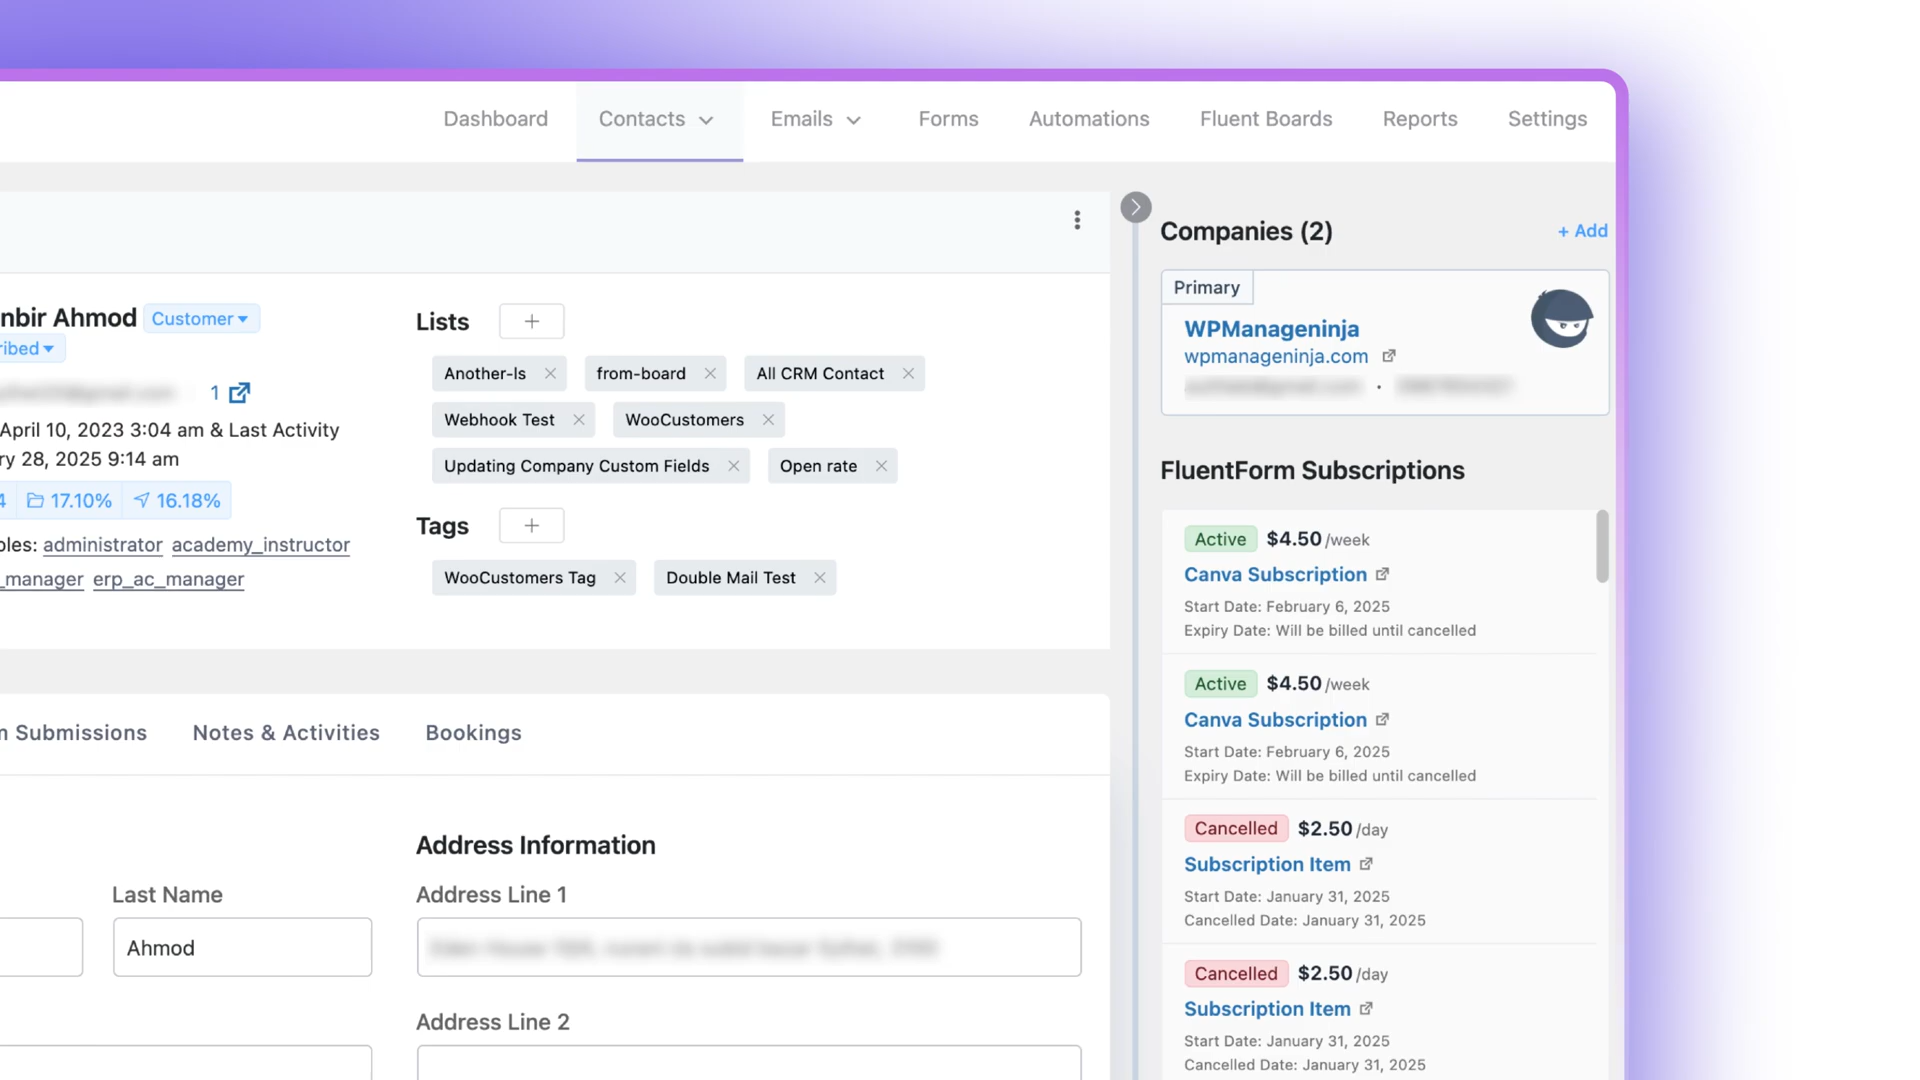 Dashboard Contacts Emails Forms Automations Fluent Boards Reports Settings
nbir Ahmod Customer
ribed
1
April 10, 2023 3:04 am & Last Activity
ry 28, 2025 9:14 am
4 17.10% 16.18%
oles: administrator academy_instructor
_manager erp_ac_manager
Lists +
Another-ls
from-board
All CRM Contact
Webhook Test
WooCustomers
Updating Company Custom Fields
Open rate
Tags +
WooCustomers Tag
Double Mail Test
Submissions Notes & Activities Bookings
Last Name
Ahmod
Address Information
Address Line 1
Address Line 2
Companies (2) + Add
Primary
WPManageninja
wpmanageninja.com
FluentForm Subscriptions
Active $4.50 /week
Canva Subscription
Start Date: February 6, 2025
Expiry Date: Will be billed until cancelled
Active $4.50 /week
Canva Subscription
Start Date: February 6, 2025
Expiry Date: Will be billed until cancelled
Cancelled $2.50 /day
Subscription Item
Start Date: January 31, 2025
Cancelled Date: January 31, 2025
Cancelled $2.50 /day
Subscription Item
Start Date: January 31, 2025
Cancelled Date: January 31, 2025